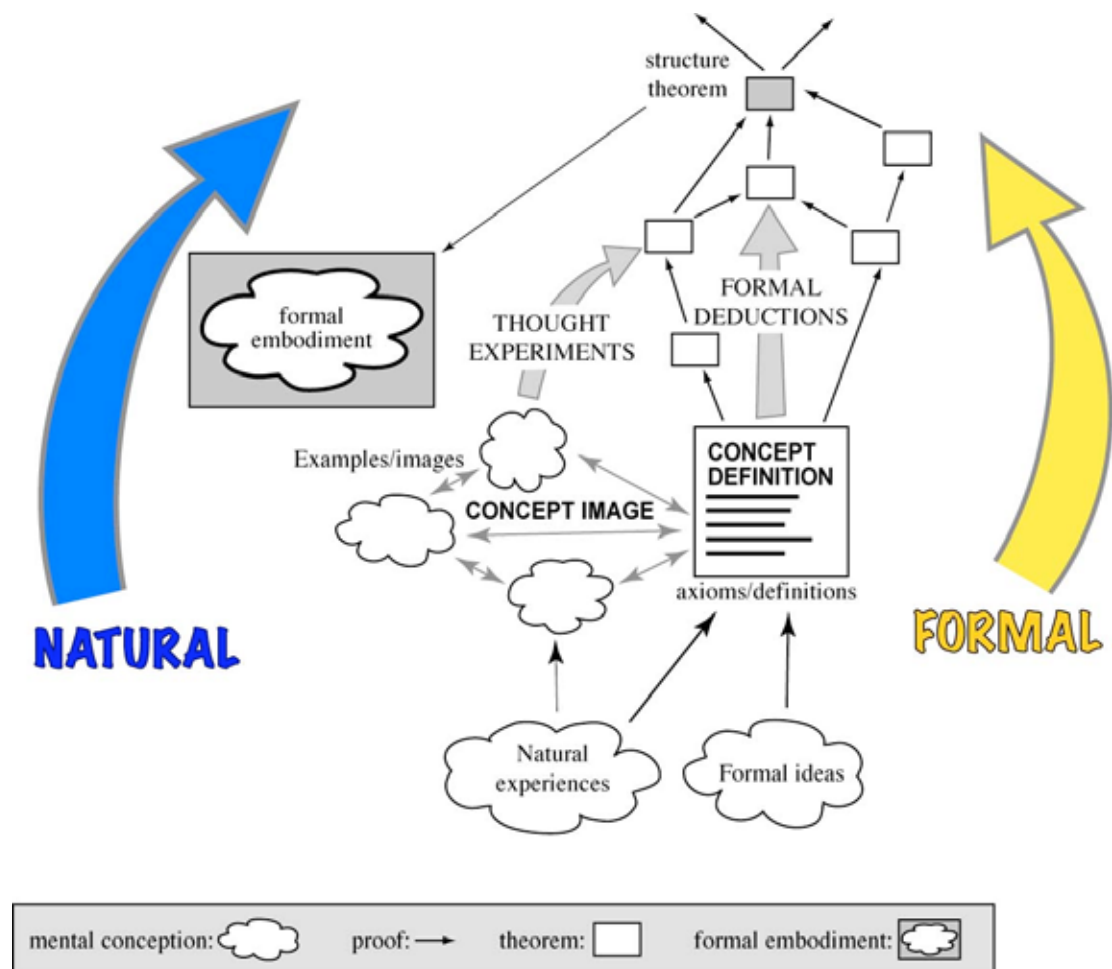 structure
theorem
formal
embodiment
THOUGHT
EXPERIMENTS
FORMAL
DEDUCTIONS
Examples/images
CONCEPT IMAGE
CONCEPT
DEFINITION
axioms/definitions
NATURAL
FORMAL
Natural
experiences
Formal ideas
mental conception: proof: theorem: formal embodiment: